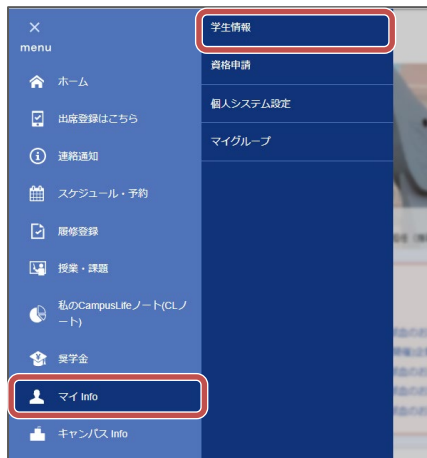 menu
ホーム
出席登録はこちら
連絡通知
スケジュール・予約
履修登録
授業・課題
私のCampusLifeノート(CLノ
ート)
奨学金
マイ Info
キャンパス Info
学生情報
資格申請
個人システム設定
マイグループ